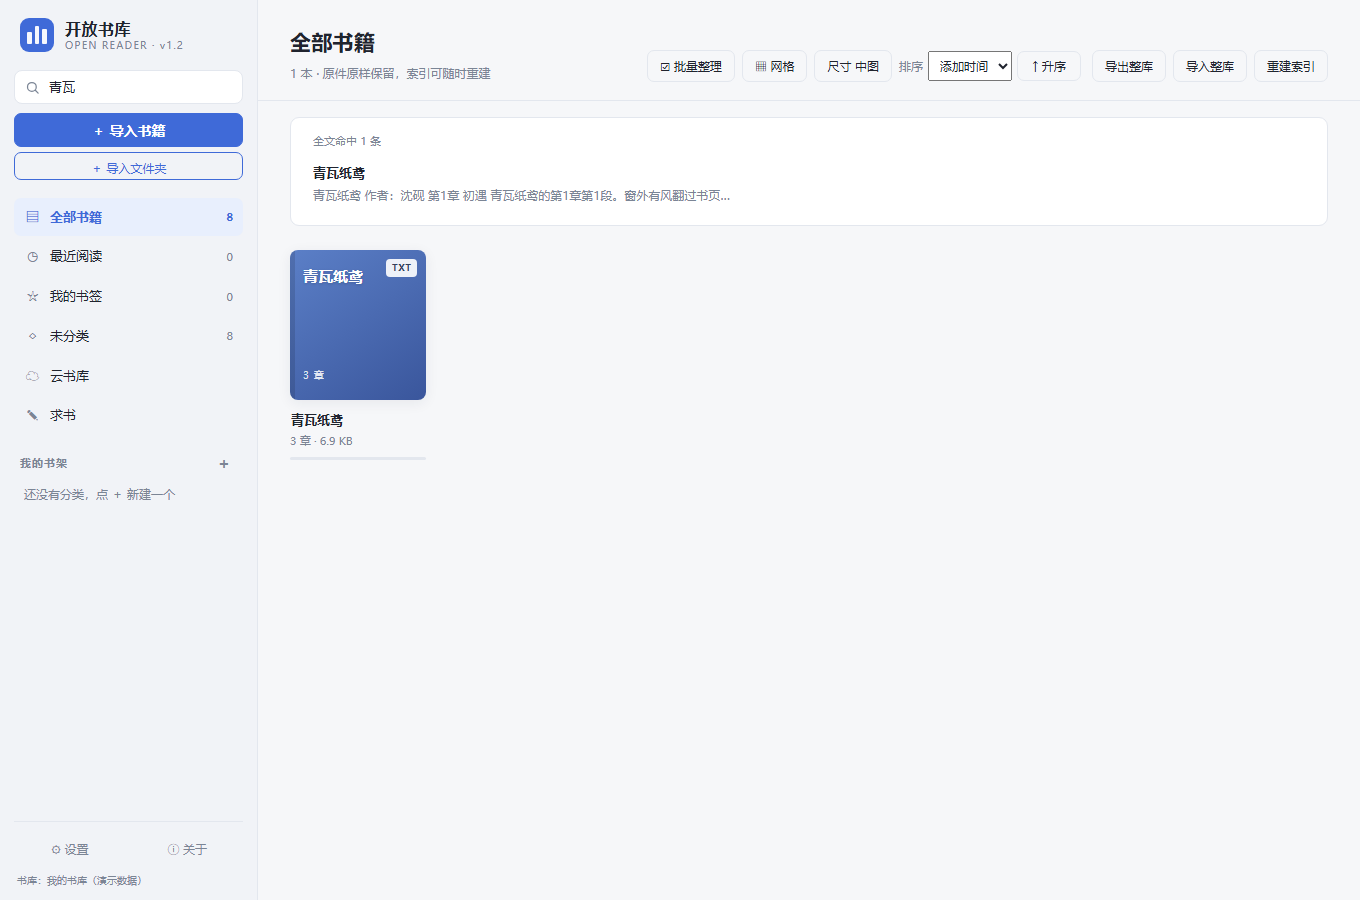 开放书库
OPEN READER · v1.2
青瓦
+ 导入书籍
+ 导入文件夹
全部书籍 8
最近阅读 0
我的书签 0
未分类 8
云书库
求书
我的书架 +
还没有分类，点 + 新建一个
设置 关于
书库：我的书库（演示数据）
全部书籍
1 本 · 原件原样保留，索引可随时重建
批量整理 网格 尺寸 中图 排序 添加时间 ↑ 升序 导出整库 导入整库 重建索引
全文命中 1 条
青瓦纸鸢
青瓦纸鸢 作者：沈砚 第1章 初遇 青瓦纸鸢的第1章第1段。窗外有风翻过书页…
青瓦纸鸢 TXT
3 章
青瓦纸鸢
3 章 · 6.9 KB